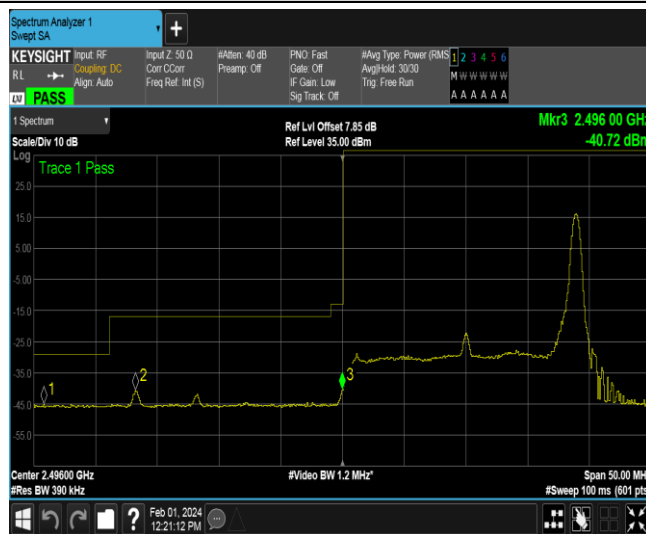 Spectrum Analyzer 1
Swept SA
+
KEYSIGHT Input: RF Input Z: 50 Ω #Atten: 40 dB PNO: Fast #Avg Type: Power (RMS 1 2 3 4 5 6
RL Coupling: DC Corr CCorr Preamp: Off Gate: Off Avg|Hold: 30/30 M W W W W W
Align: Auto Freq Ref: Int (S) IF Gain: Low Trig: Free Run
LXI PASS Sig Track: Off A A A A A A
1 Spectrum Ref Lvl Offset 7.85 dB Mkr3 2.496 00 GHz
Scale/Div 10 dB Ref Level 35.00 dBm -40.72 dBm
Log Trace 1 Pass
25.0
15.0
5.00
-5.00
-15.0
-25.0
-35.0
1 2 3
-45.0
-55.0
Center 2.49600 GHz #Video BW 1.2 MHz* Span 50.00 MH
#Res BW 390 kHz #Sweep 100 ms (601 pts
? Feb 01, 2024
12:21:12 PM